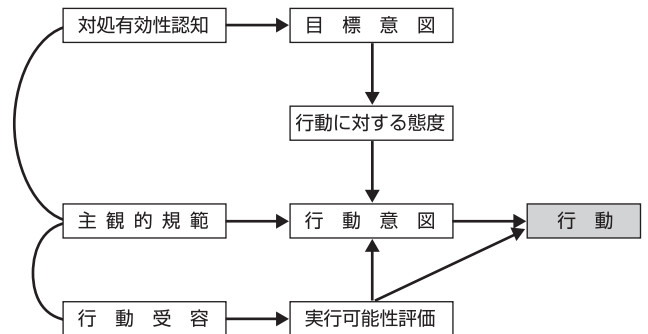 対処有効性認知
目標意図
行動に対する態度
主観的規範
行動意図
行動
行動受容
実行可能性評価